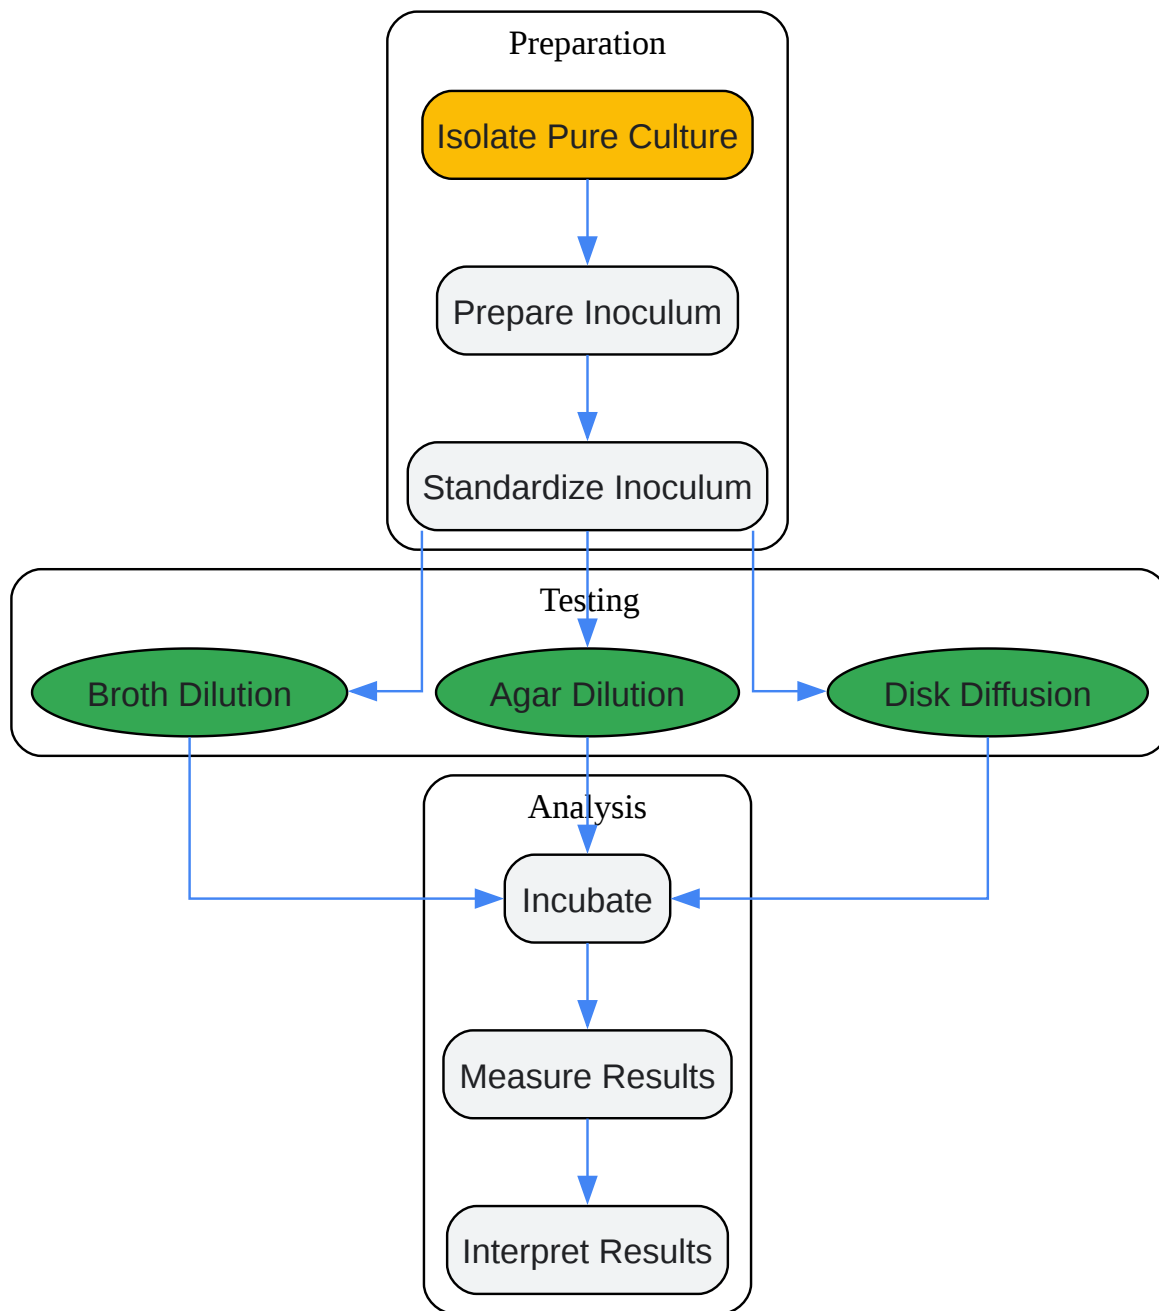 Preparation
Isolate Pure Culture
Prepare Inoculum
Standardize Inoculum
Testing
Broth Dilution
Agar Dilution
Disk Diffusion
Analysis
Incubate
Measure Results
Interpret Results